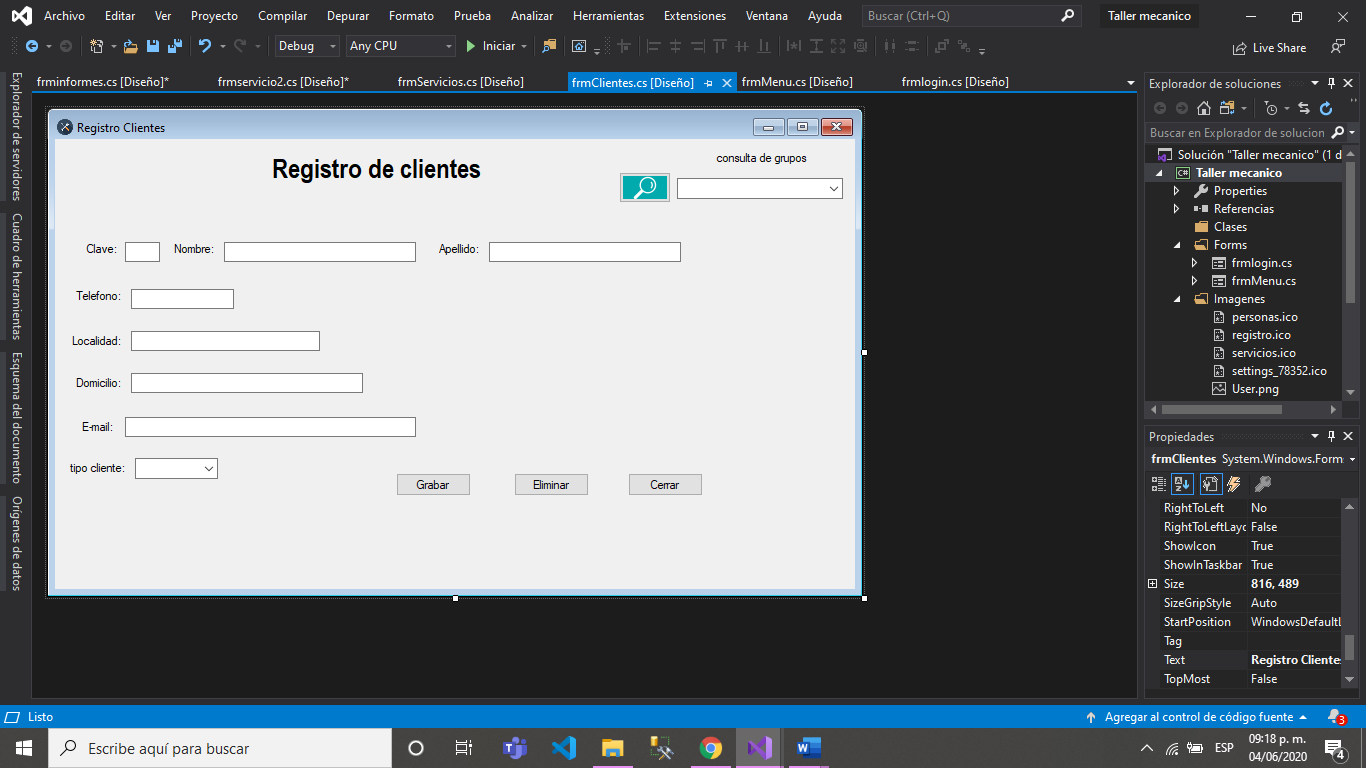 Archivo Editar Ver Proyecto Compilar Depurar Formato Prueba Analizar Herramientas Extensiones Ventana Ayuda Buscar (Ctrl+Q) Taller mecanico
Debug Any CPU Iniciar Live Share
frminformes.cs [Diseño]* frmservicio2.cs [Diseño]* frmServicios.cs [Diseño] frmClientes.cs [Diseño] frmMenu.cs [Diseño] frmlogin.cs [Diseño]
Explorador de servidores
Cuadro de herramientas
Esquema del documento
Orígenes de datos
Registro Clientes
Registro de clientes
consulta de grupos
Clave: Nombre: Apellido:
Telefono:
Localidad:
Domicilio:
E-mail:
tipo cliente:
Grabar Eliminar Cerrar
Explorador de soluciones
Buscar en Explorador de solucion
Solución "Taller mecanico" (1 d
C# Taller mecanico
Properties
Referencias
Clases
Forms
frmlogin.cs
frmMenu.cs
Imagenes
personas.ico
registro.ico
servicios.ico
settings_78352.ico
User.png
Propiedades
frmClientes System.Windows.Form
RightToLeft No
RightToLeftLayo False
ShowIcon True
ShowInTaskbar True
Size 816, 489
SizeGripStyle Auto
StartPosition WindowsDefaultL
Tag
Text Registro Cliente
TopMost False
Listo Agregar al control de código fuente 3
Escribe aquí para buscar
ESP
09:18 p. m.
04/06/2020
4